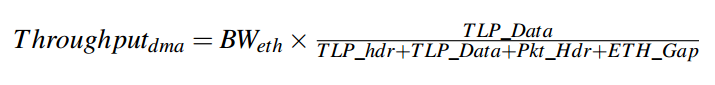 Throughput_dma = BW_eth × TLP_Data / TLP_hdr+TLP_Data+Pkt_Hdr+ETH_Gap